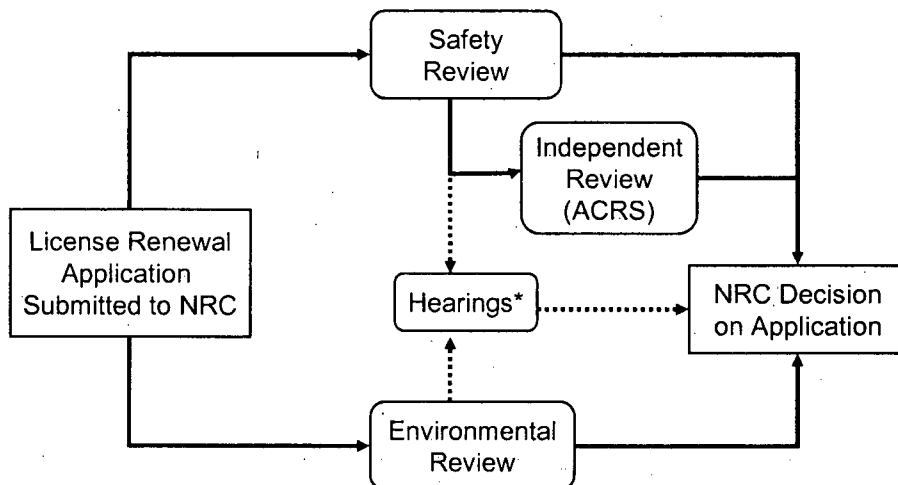 Safety
Review
Independent
Review
(ACRS)
License Renewal
Application
Submitted to NRC
Hearings*
NRC Decision
on Application
Environmental
Review